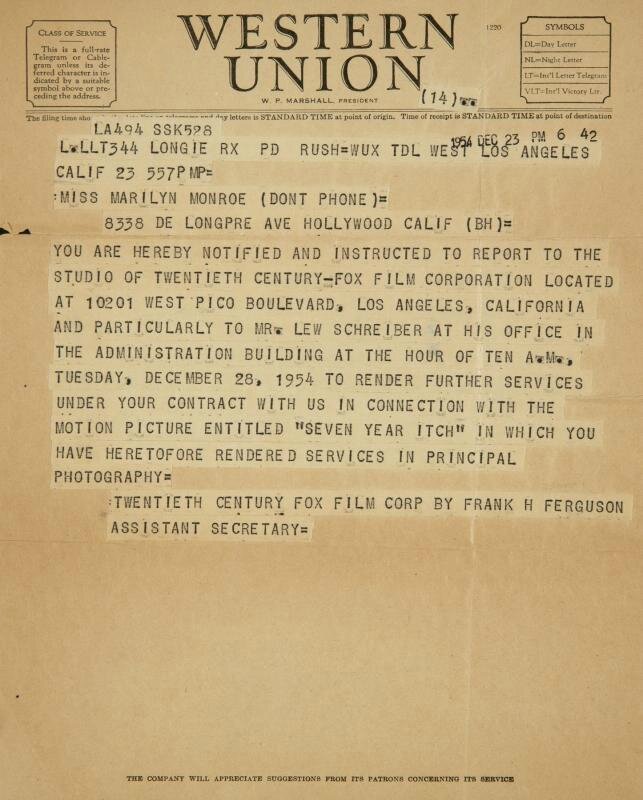 CLASS OF SERVICE
This is a full-rate
Telegram or Cable-
gram unless its de-
ferred character is in-
dicated by a suitable
symbol above or pre-
ceding the address.
WESTERN
UNION
W. P. MARSHALL, PRESIDENT
(14)
1220
SYMBOLS
DL=Day Letter
NL=Night Letter
LT=Int'l Letter Telegram
VLT=Int'l Victory Ltr.
The filing time day letters is STANDARD TIME at point of origin. Time of receipt is STANDARD TIME at point of destination
LA494 SSK528
1954 DEC 23 PM 6 42
L.LLT344 LONGIE RX PD RUSH=WUX TDL WEST LOS ANGELES
CALIF 23 557P MP=
:MISS MARILYN MONROE (DONT PHONE)=
8338 DE LONGPRE AVE HOLLYWOOD CALIF (BH)=
YOU ARE HEREBY NOTIFIED AND INSTRUCTED TO REPORT TO THE
STUDIO OF TWENTIETH CENTURY-FOX FILM CORPORATION LOCATED
AT 10201 WEST PICO BOULEVARD, LOS ANGELES, CALIFORNIA
AND PARTICULARLY TO MR. LEW SCHREIBER AT HIS OFFICE IN
THE ADMINISTRATION BUILDING AT THE HOUR OF TEN A.M.,
TUESDAY, DECEMBER 28, 1954 TO RENDER FURTHER SERVICES
UNDER YOUR CONTRACT WITH US IN CONNECTION WITH THE
MOTION PICTURE ENTITLED "SEVEN YEAR ITCH" IN WHICH YOU
HAVE HERETOFORE RENDERED SERVICES IN PRINCIPAL
PHOTOGRAPHY=
:TWENTIETH CENTURY FOX FILM CORP BY FRANK H FERGUSON
ASSISTANT SECRETARY=
THE COMPANY WILL APPRECIATE SUGGESTIONS FROM ITS PATRONS CONCERNING ITS SERVICE